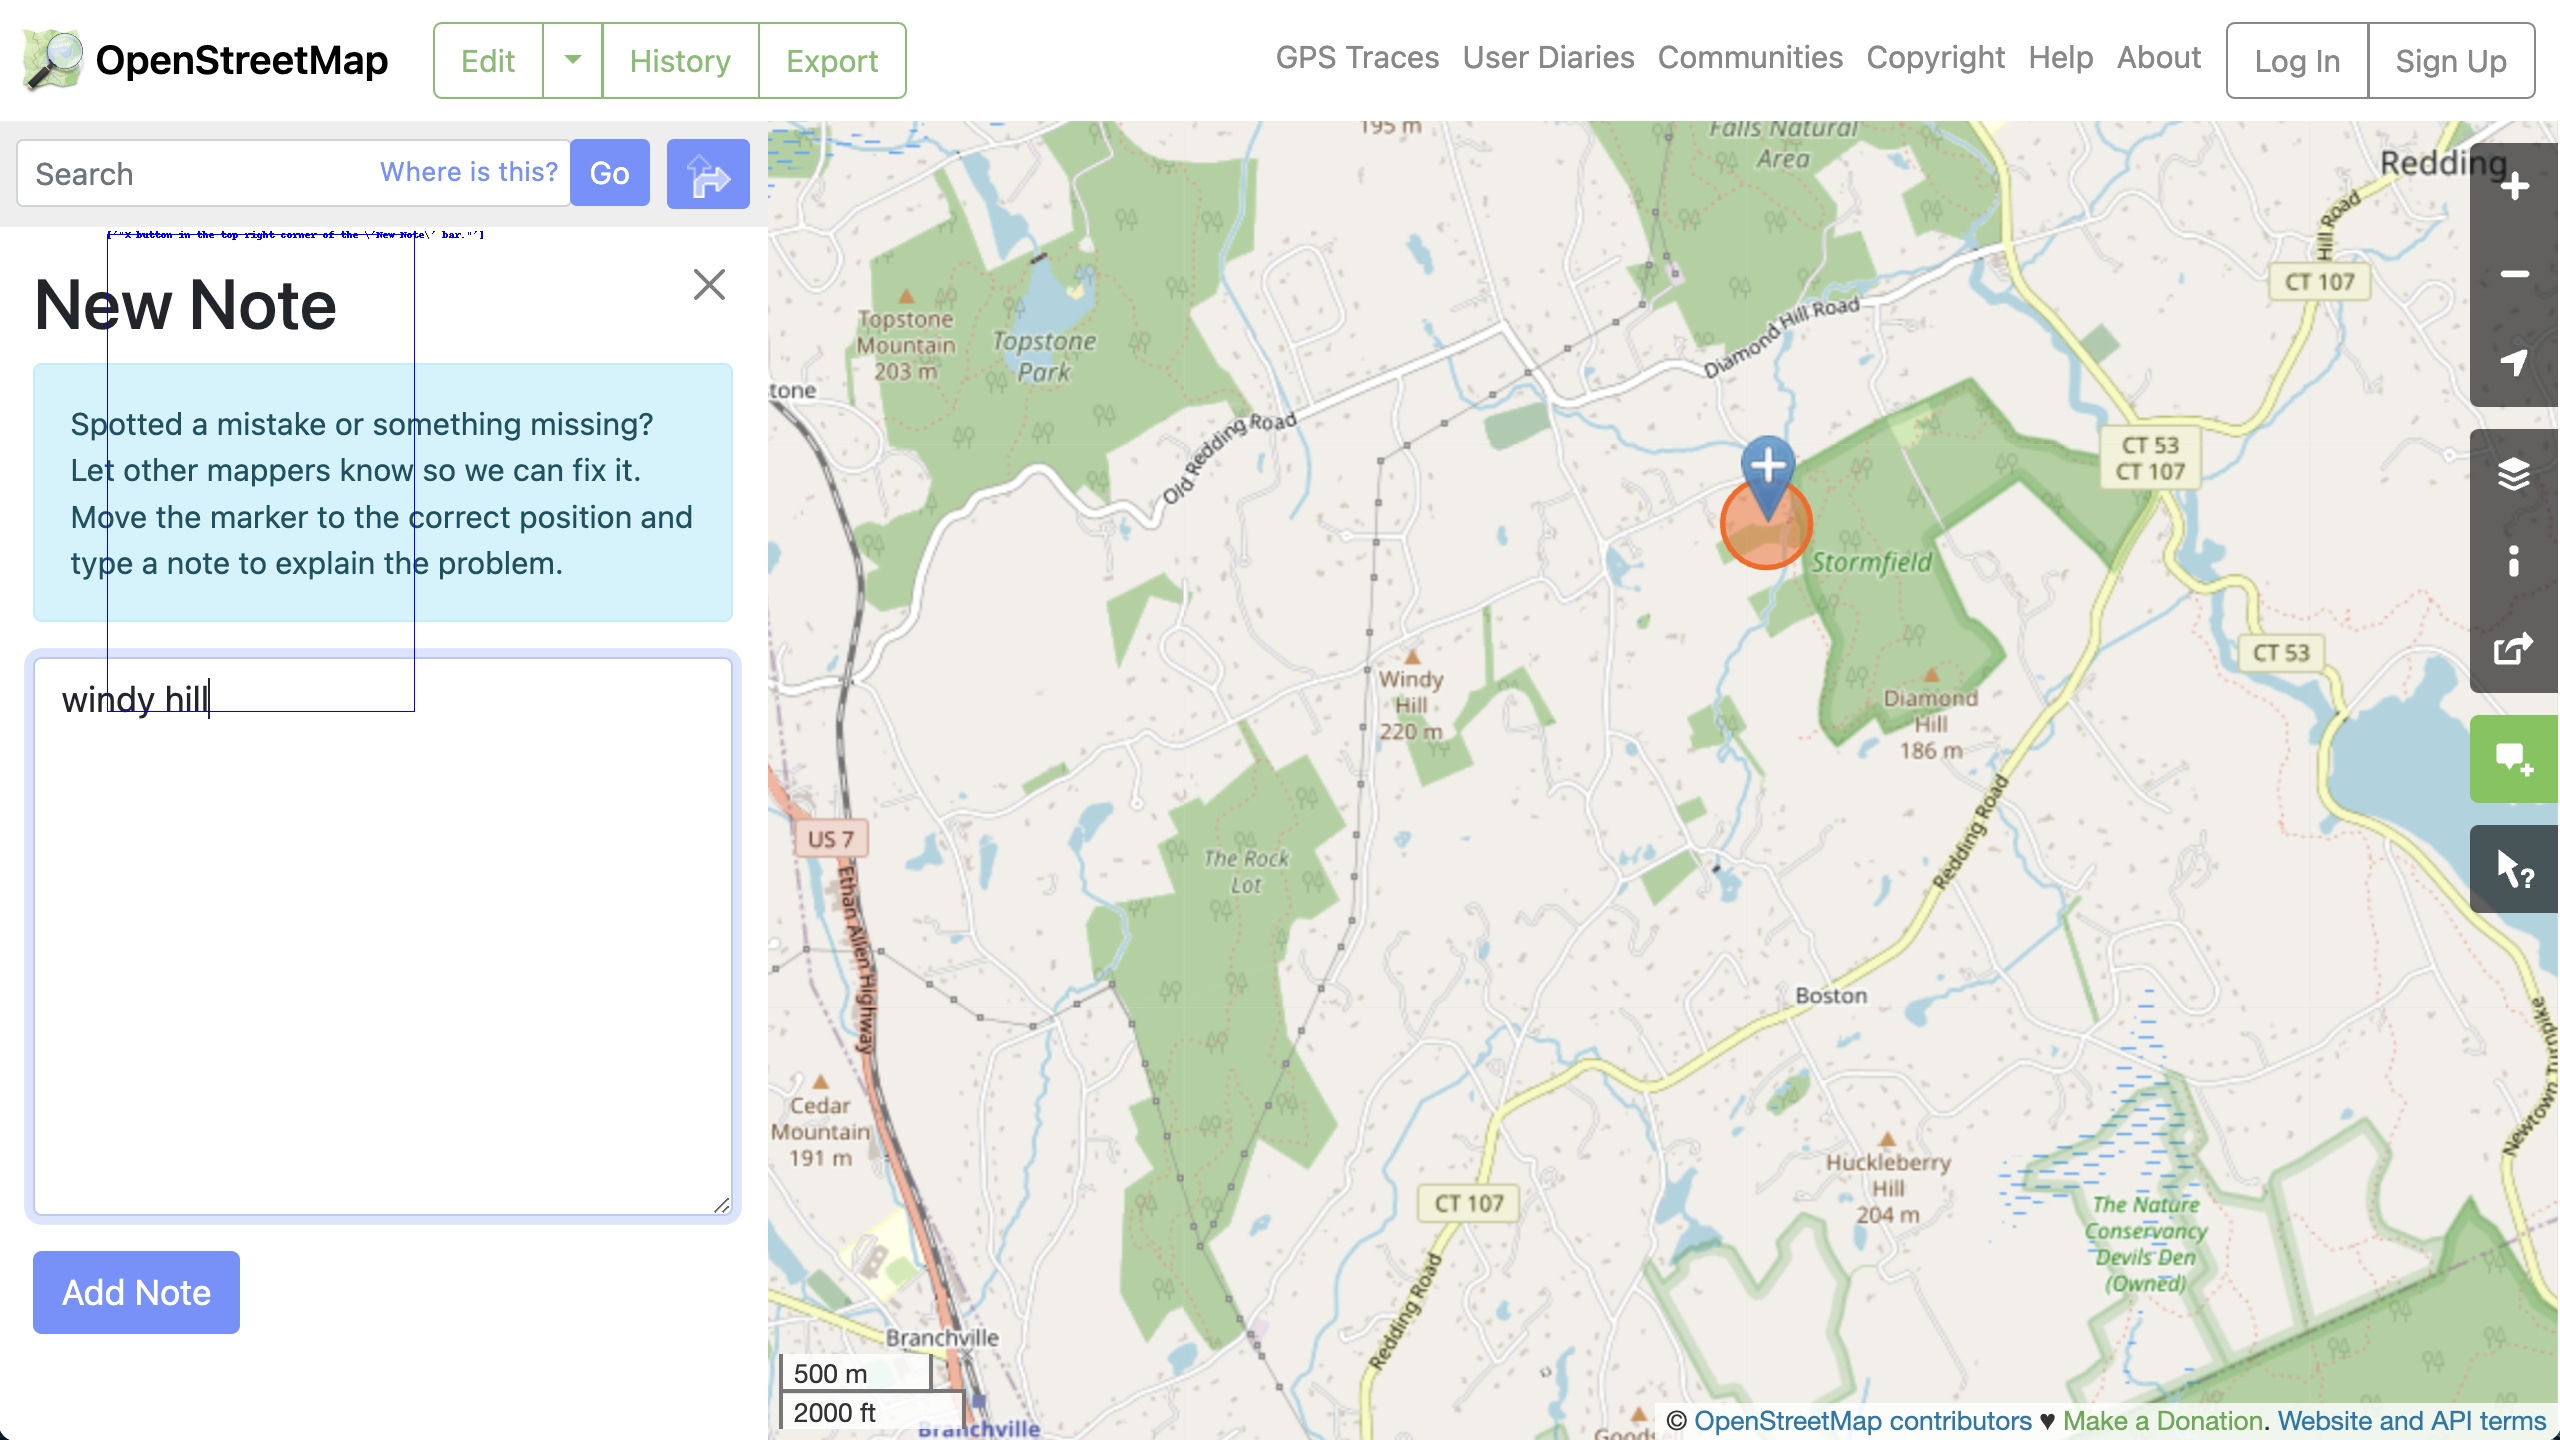 OpenStreetMap
Edit
History
Export
GPS Traces
User Diaries
Communities
Copyright
Help
About
Log In
Sign Up
Search
Where is this?
Go
['"X button in the top right corner of the \'New Note\' bar."']
New Note
Spotted a mistake or something missing?
Let other mappers know so we can fix it.
Move the marker to the correct position and
type a note to explain the problem.
windy hill
Add Note
195 m
Falls Natural
Area
Redding
Hill Road
CT 107
Diamond Hill Road
Topstone
Mountain
203 m
Topstone
Park
tone
Old Redding Road
CT 53
CT 107
Stormfield
CT 53
Windy
Hill
220 m
Diamond
Hill
186 m
US 7
Ethan Allen Highway
The Rock
Lot
Redding Road
Boston
Cedar
Mountain
191 m
Huckleberry
Hill
204 m
CT 107
The Nature
Conservancy
Devils Den
(Owned)
Newtown Turnpike
Redding Road
Branchville
Branchville
500 m
2000 ft
© OpenStreetMap contributors ♥ Make a Donation. Website and API terms